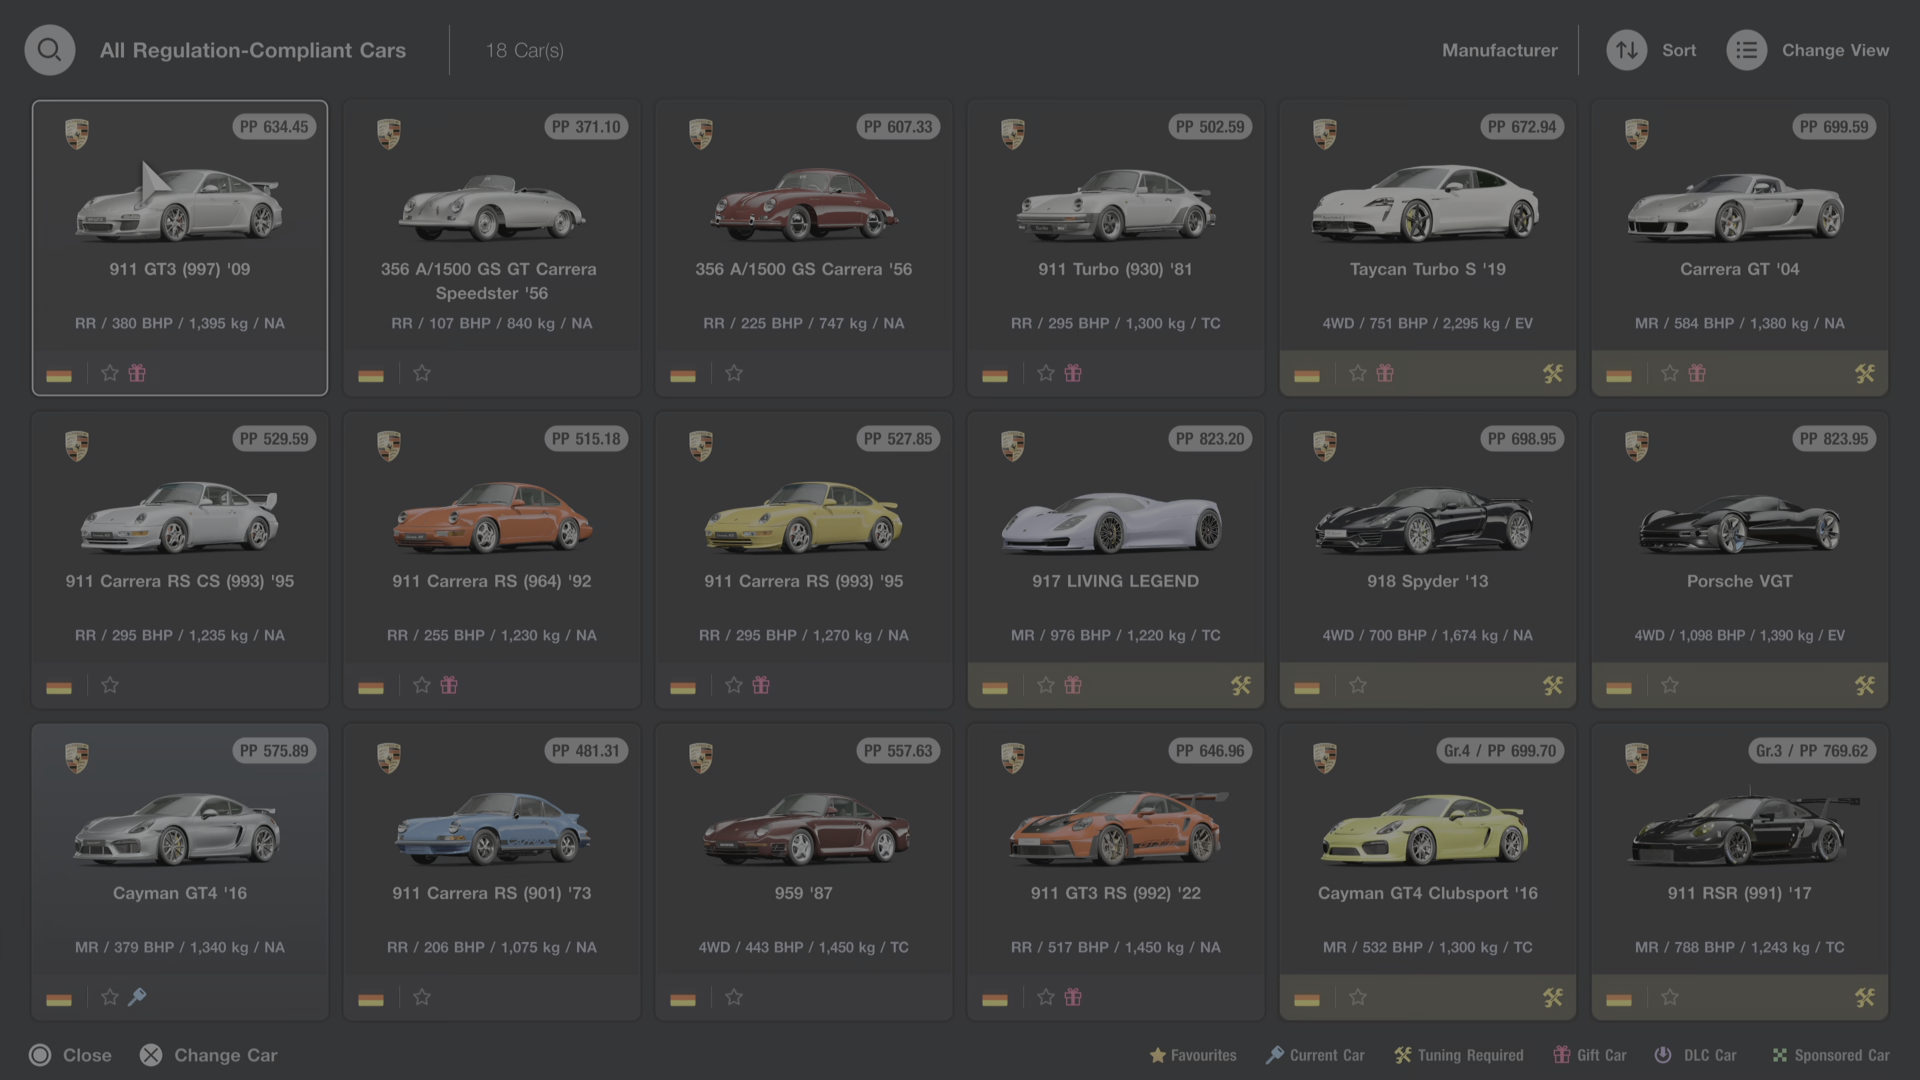 All Regulation-Compliant Cars
18 Car(s)
Manufacturer
Sort
Change View
PP 634.45
911 GT3 (997) '09
RR / 380 BHP / 1,395 kg / NA
PP 371.10
356 A/1500 GS GT Carrera
Speedster '56
RR / 107 BHP / 840 kg / NA
PP 607.33
356 A/1500 GS Carrera '56
RR / 225 BHP / 747 kg / NA
PP 502.59
911 Turbo (930) '81
RR / 295 BHP / 1,300 kg / TC
PP 672.94
Taycan Turbo S '19
4WD / 751 BHP / 2,295 kg / EV
PP 699.59
Carrera GT '04
MR / 584 BHP / 1,380 kg / NA
PP 529.59
911 Carrera RS CS (993) '95
RR / 295 BHP / 1,235 kg / NA
PP 515.18
911 Carrera RS (964) '92
RR / 255 BHP / 1,230 kg / NA
PP 527.85
911 Carrera RS (993) '95
RR / 295 BHP / 1,270 kg / NA
PP 823.20
917 LIVING LEGEND
MR / 976 BHP / 1,220 kg / TC
PP 698.95
918 Spyder '13
4WD / 700 BHP / 1,674 kg / NA
PP 823.95
Porsche VGT
4WD / 1,098 BHP / 1,390 kg / EV
PP 575.89
Cayman GT4 '16
MR / 379 BHP / 1,340 kg / NA
PP 481.31
911 Carrera RS (901) '73
RR / 206 BHP / 1,075 kg / NA
PP 557.63
959 '87
4WD / 443 BHP / 1,450 kg / TC
PP 646.96
911 GT3 RS (992) '22
RR / 517 BHP / 1,450 kg / NA
Gr.4 / PP 699.70
Cayman GT4 Clubsport '16
MR / 532 BHP / 1,300 kg / TC
Gr.3 / PP 769.62
911 RSR (991) '17
MR / 788 BHP / 1,243 kg / TC
Close
Change Car
Favourites
Current Car
Tuning Required
Gift Car
DLC Car
Sponsored Car